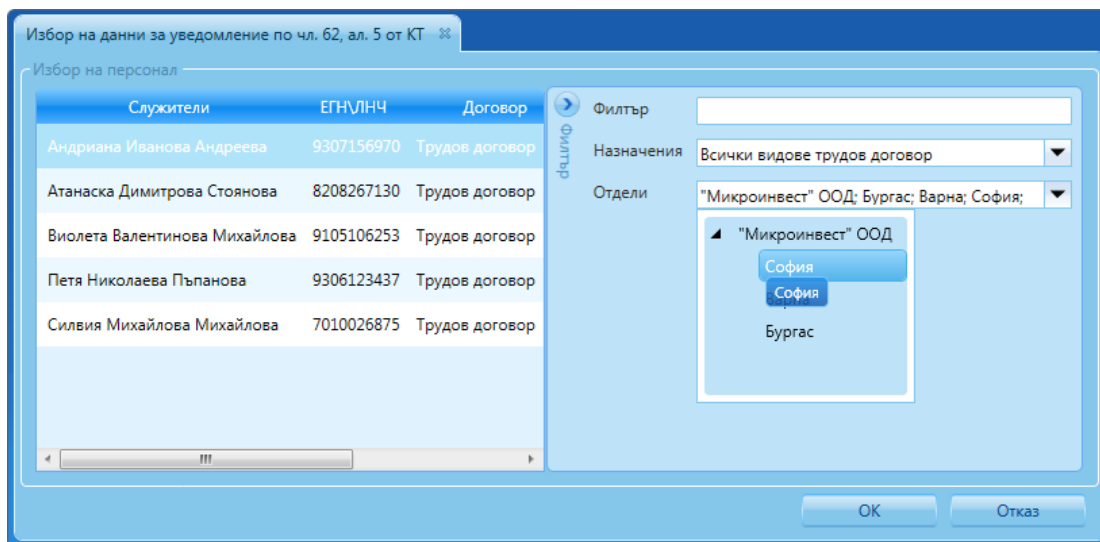 Избор на данни за уведомление по чл. 62, ал. 5 от КТ
Избор на персонал
Служители ЕГН\ЛНЧ Договор
Андриана Иванова Андреева 9307156970 Трудов договор
Атанаска Димитрова Стоянова 8208267130 Трудов договор
Виолета Валентинова Михайлова 9105106253 Трудов договор
Петя Николаева Пъпанова 9306123437 Трудов договор
Силвия Михайлова Михайлова 7010026875 Трудов договор
Филтър
Филтър
Назначения Всички видове трудов договор
Отдели "Микроинвест" ООД; Бургас; Варна; София;
"Микроинвест" ООД
София
София
Варна
Бургас
OK Отказ